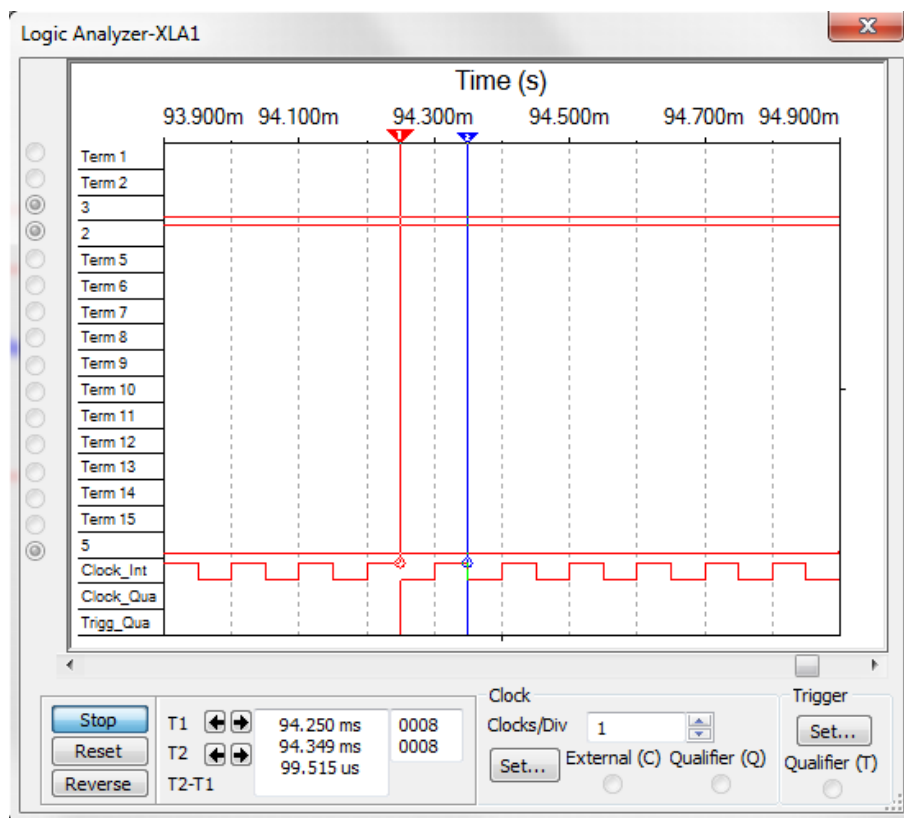 Logic Analyzer-XLA1
x
Time (s)
93.900m 94.100m 94.300m 94.500m 94.700m 94.900m
1 2
Term 1
Term 2
3
2
Term 5
Term 6
Term 7
Term 8
Term 9
Term 10
Term 11
Term 12
Term 13
Term 14
Term 15
5
Clock_Int
Clock_Qua
Trigg_Qua
Stop
Reset
Reverse
T1 94.250 ms 0008
T2 94.349 ms 0008
T2-T1 99.515 us
Clock
Clocks/Div 1
Set... External (C) Qualifier (Q)
Trigger
Set...
Qualifier (T)